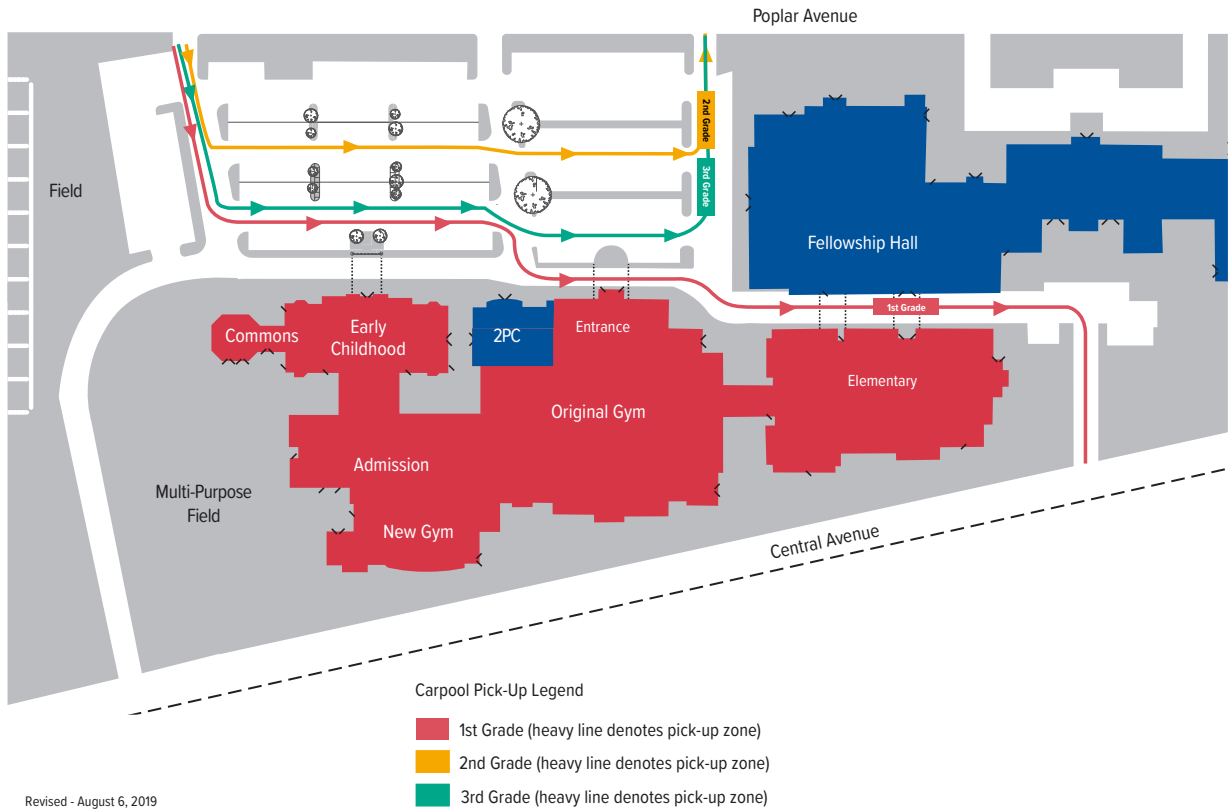 Poplar Avenue
2nd Grade
3rd Grade
Field
Fellowship Hall
1st Grade
Commons
Early
Childhood
2PC
Entrance
Elementary
Original Gym
Admission
Multi-Purpose
Field
New Gym
Central Avenue
Carpool Pick-Up Legend
1st Grade (heavy line denotes pick-up zone)
2nd Grade (heavy line denotes pick-up zone)
3rd Grade (heavy line denotes pick-up zone)
Revised - August 6, 2019